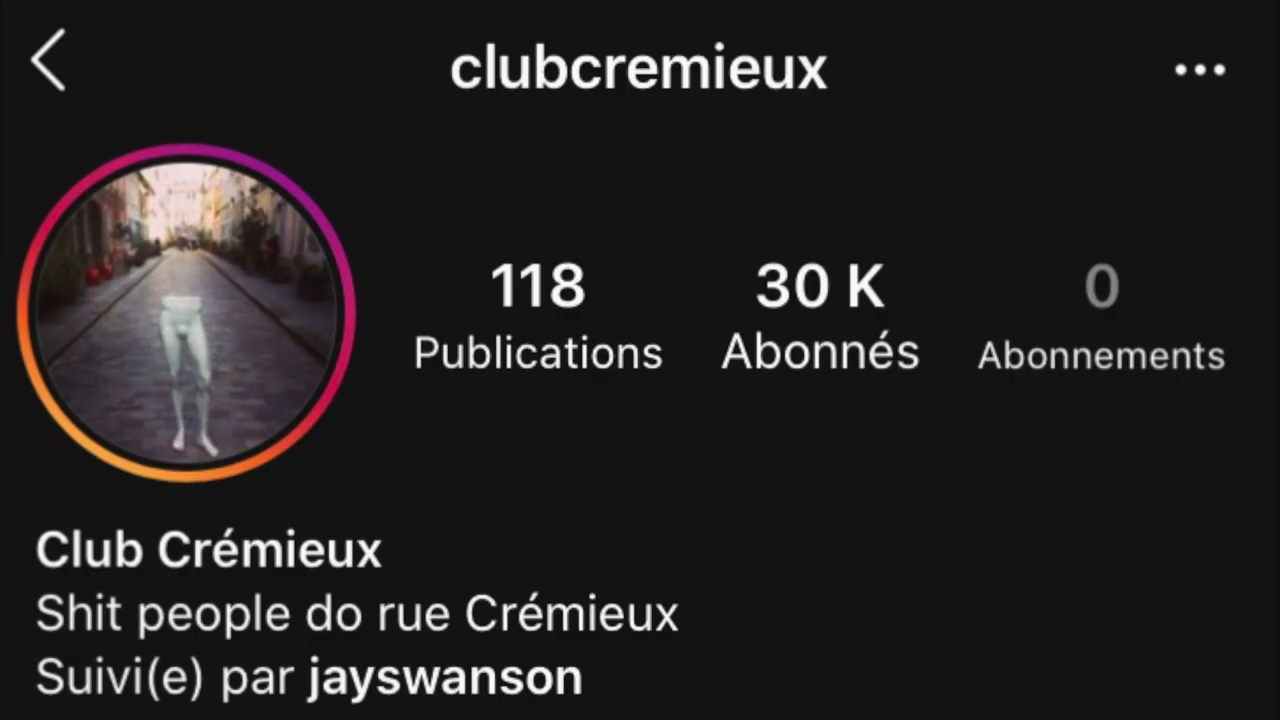 clubcremieux
118 30 K 0
Publications Abonnés Abonnements
Club Crémieux
Shit people do rue Crémieux
Suivi(e) par jayswanson